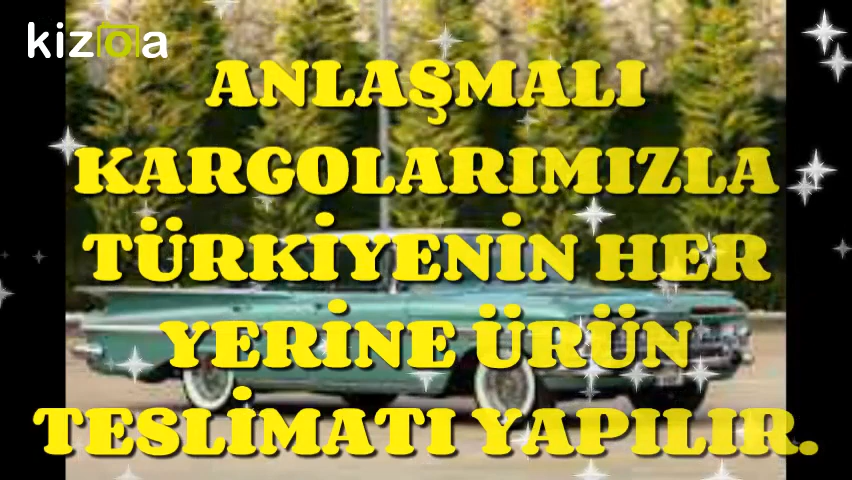 kizoa
ANLAŞMALI
KARGOLARIMIZLA
TÜRKİYENİN HER
YERİNE ÜRÜN
TESLİMATI YAPILIR.